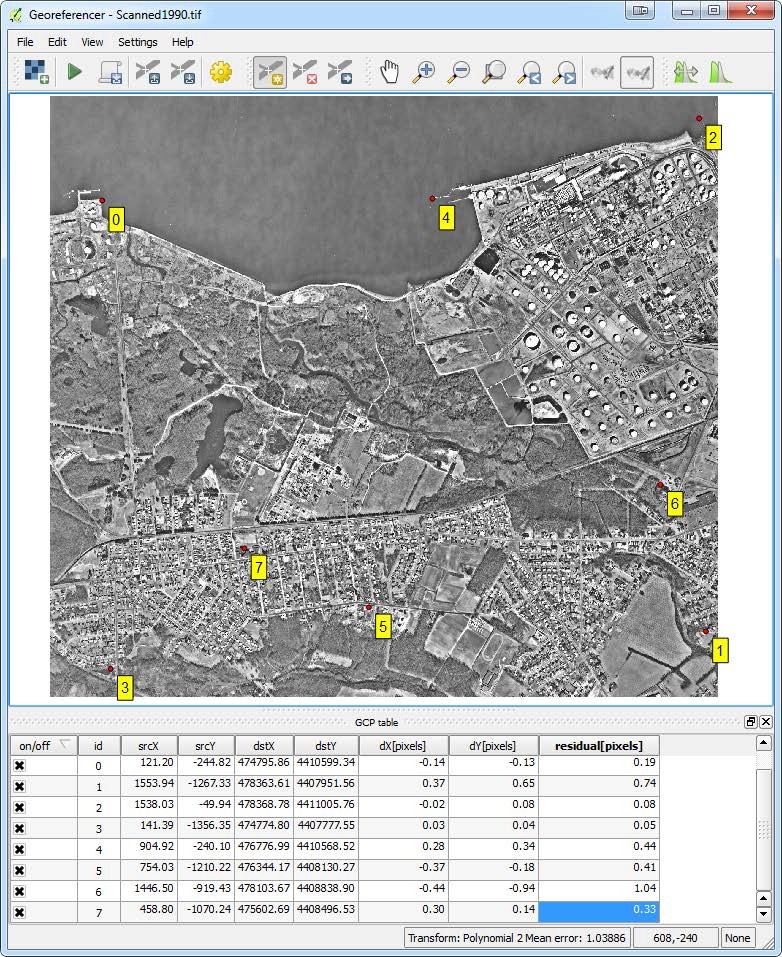 Georeferencer - Scanned1990.tif
File Edit View Settings Help
2
0
4
6
7
5
1
3
GCP table
on/off id srcX srcY dstX dstY dX[pixels] dY[pixels] residual[pixels]
0 121.20 -244.82 474795.86 4410599.34 -0.14 -0.13 0.19
1 1553.94 -1267.33 478363.61 4407951.56 0.37 0.65 0.74
2 1538.03 -49.94 478368.78 4411005.76 -0.02 0.08 0.08
3 141.39 -1356.35 474774.80 4407777.55 0.03 0.04 0.05
4 904.92 -240.10 476776.99 4410568.52 0.28 0.34 0.44
5 754.03 -1210.22 476344.17 4408130.27 -0.37 -0.18 0.41
6 1446.50 -919.43 478103.67 4408838.90 -0.44 -0.94 1.04
7 458.80 -1070.24 475602.69 4408496.53 0.30 0.14 0.33
Transform: Polynomial 2 Mean error: 1.03886 608,-240 None